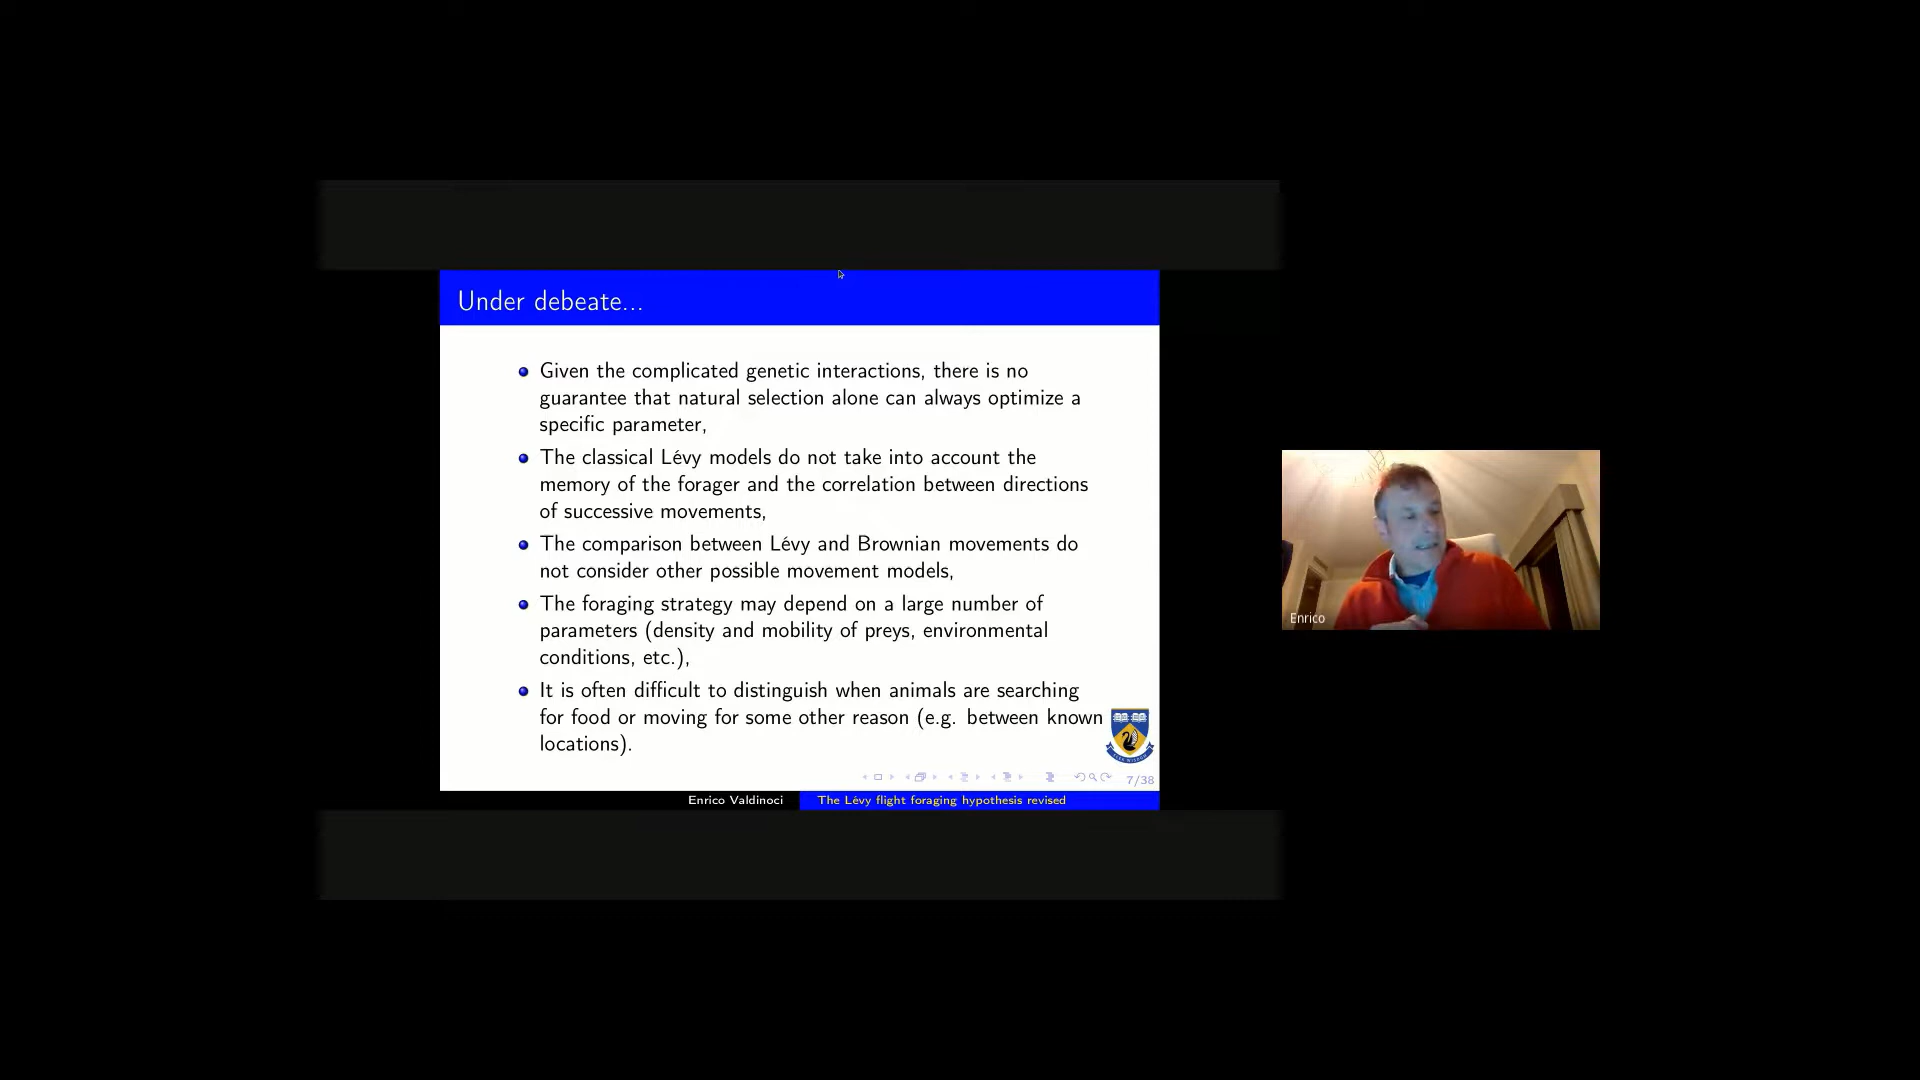 Under debeate...
Given the complicated genetic interactions, there is no
guarantee that natural selection alone can always optimize a
specific parameter,
The classical Lévy models do not take into account the
memory of the forager and the correlation between directions
of successive movements,
The comparison between Lévy and Brownian movements do
not consider other possible movement models,
The foraging strategy may depend on a large number of
parameters (density and mobility of preys, environmental
conditions, etc.),
It is often difficult to distinguish when animals are searching
for food or moving for some other reason (e.g. between known
locations).
7/38
Enrico Valdinoci
The Lévy flight foraging hypothesis revised
Enrico